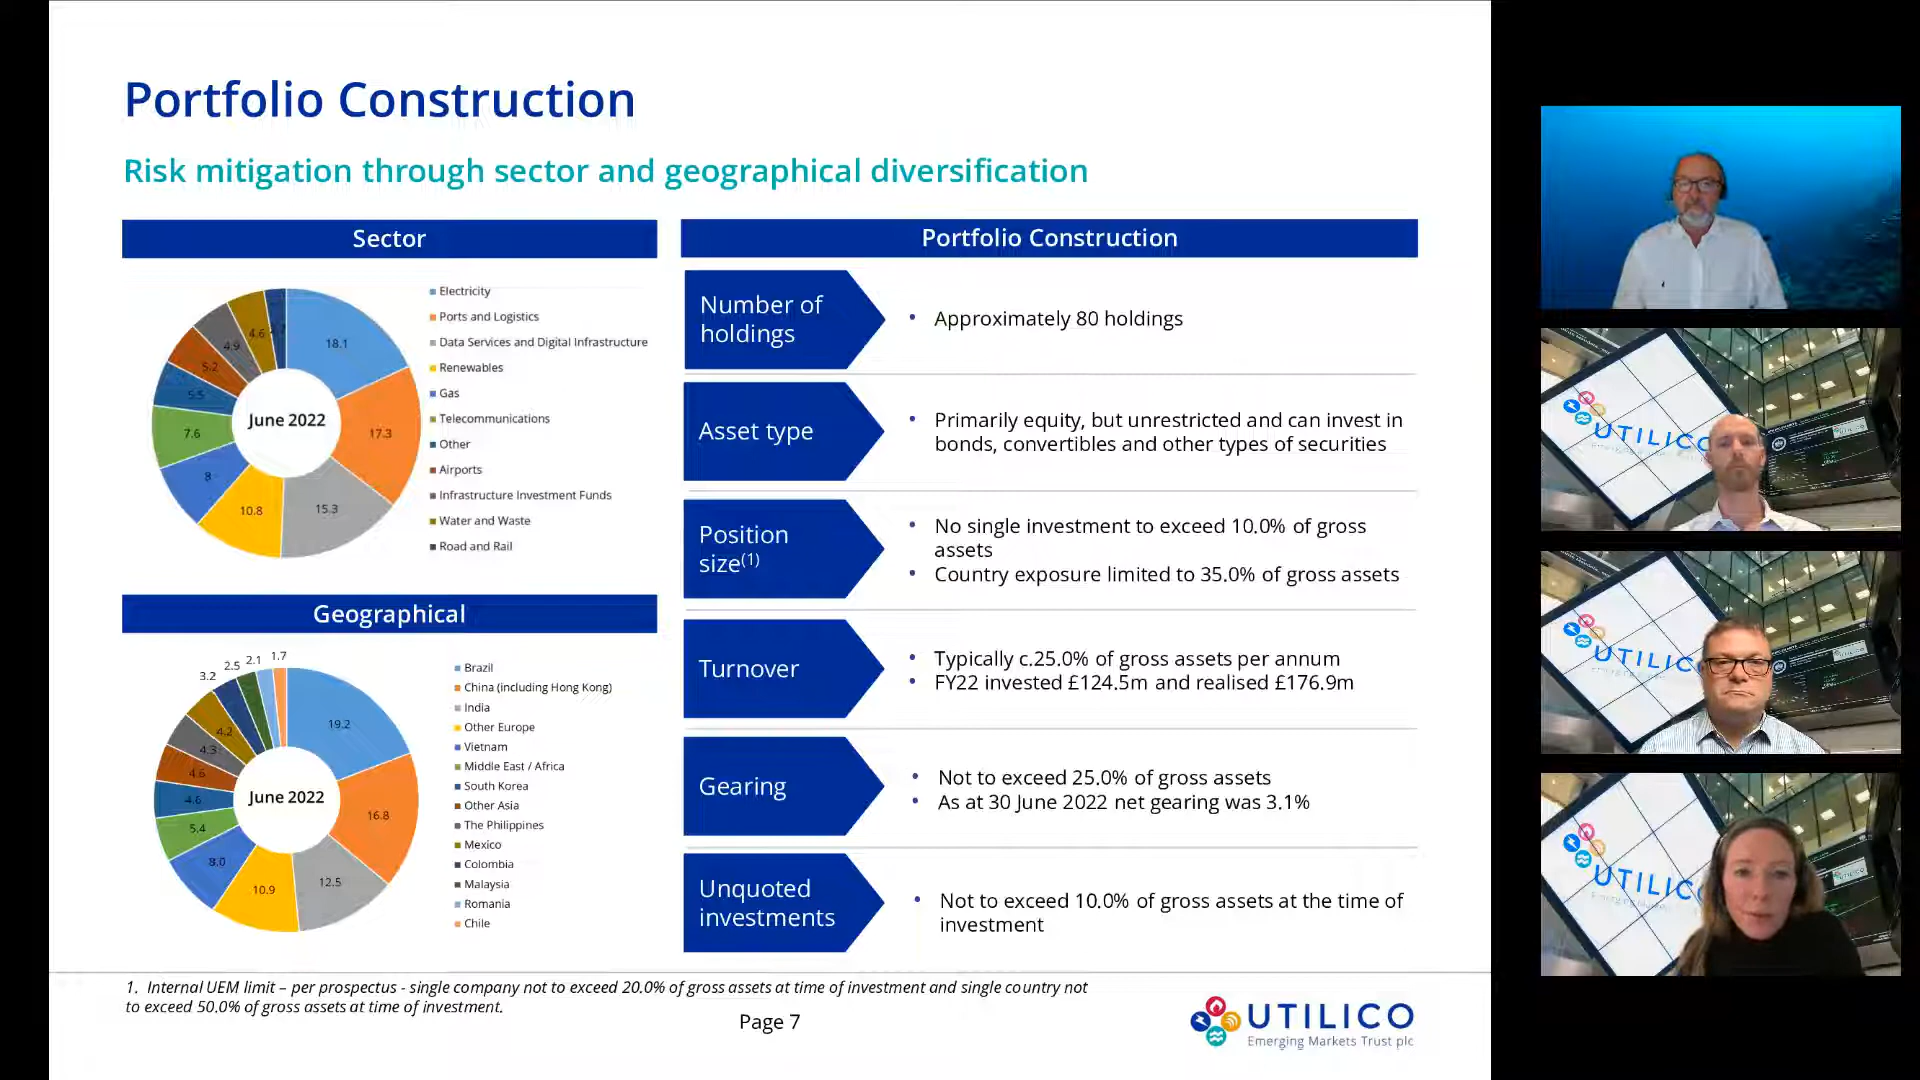 Portfolio Construction
Risk mitigation through sector and geographical diversification
Sector
Electricity
Ports and Logistics
Data Services and Digital Infrastructure
Renewables
Gas
Telecommunications
Other
Airports
Infrastructure Investment Funds
Water and Waste
Road and Rail
18.1
17.3
15.3
10.8
8
7.6
5.5
5.2
4.9
4.6
June 2022
Geographical
Brazil
China (including Hong Kong)
India
Other Europe
Vietnam
Middle East / Africa
South Korea
Other Asia
The Philippines
Mexico
Colombia
Malaysia
Romania
Chile
19.2
16.8
12.5
10.9
8.0
5.4
4.6
4.6
4.3
4.2
3.2
2.5
2.1
1.7
June 2022
Portfolio Construction
Number of
holdings
• Approximately 80 holdings
Asset type
• Primarily equity, but unrestricted and can invest in
bonds, convertibles and other types of securities
Position
size(1)
• No single investment to exceed 10.0% of gross
assets
• Country exposure limited to 35.0% of gross assets
Turnover
• Typically c.25.0% of gross assets per annum
• FY22 invested £124.5m and realised £176.9m
Gearing
• Not to exceed 25.0% of gross assets
• As at 30 June 2022 net gearing was 3.1%
Unquoted
investments
• Not to exceed 10.0% of gross assets at the time of
investment
1. Internal UEM limit – per prospectus - single company not to exceed 20.0% of gross assets at time of investment and single country not
to exceed 50.0% of gross assets at time of investment.
Page 7
UTILICO
Emerging Markets Trust plc
UTILICO
UTILICO
UTILICO